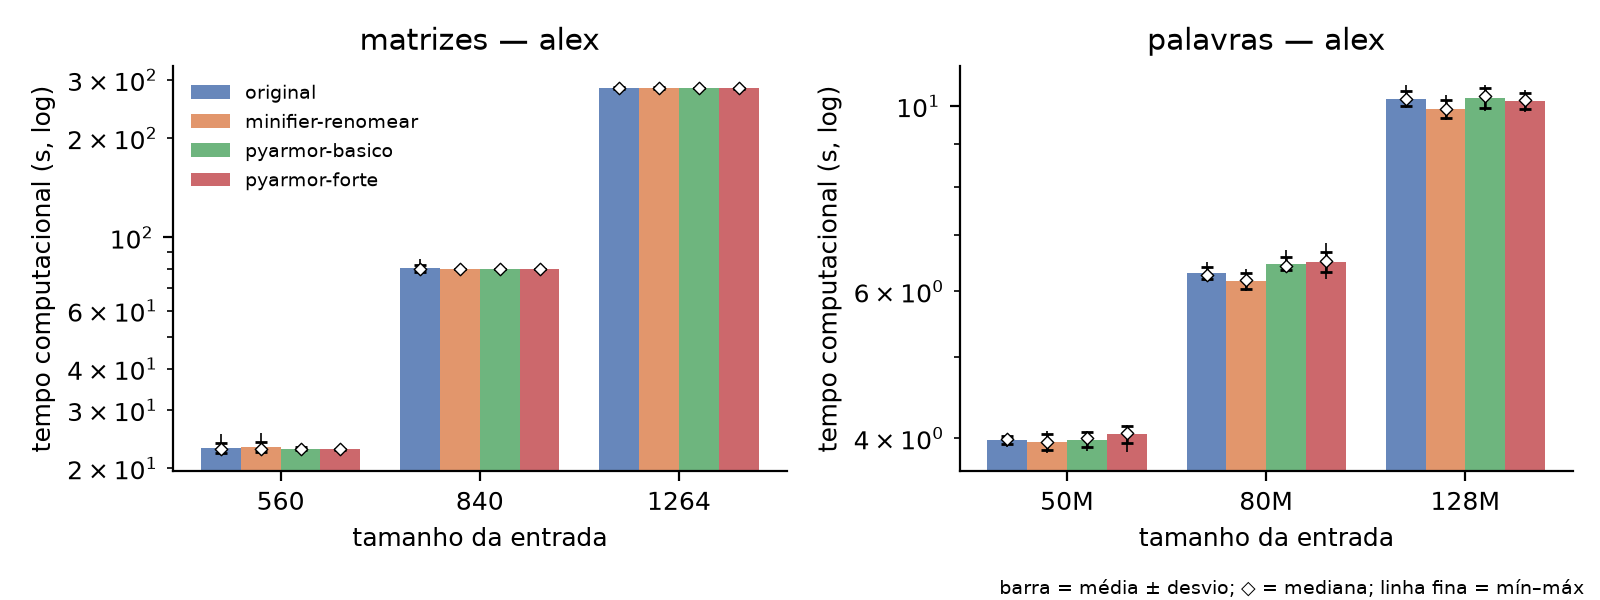 matrizes — alex
tempo computacional (s, log)
3 × 10²
2 × 10²
10²
6 × 10¹
4 × 10¹
3 × 10¹
2 × 10¹
original
minifier-renomear
pyarmor-basico
pyarmor-forte
560 840 1264
tamanho da entrada
palavras — alex
tempo computacional (s, log)
10¹
6 × 10⁰
4 × 10⁰
50M 80M 128M
tamanho da entrada
barra = média ± desvio; ◇ = mediana; linha fina = mín–máx